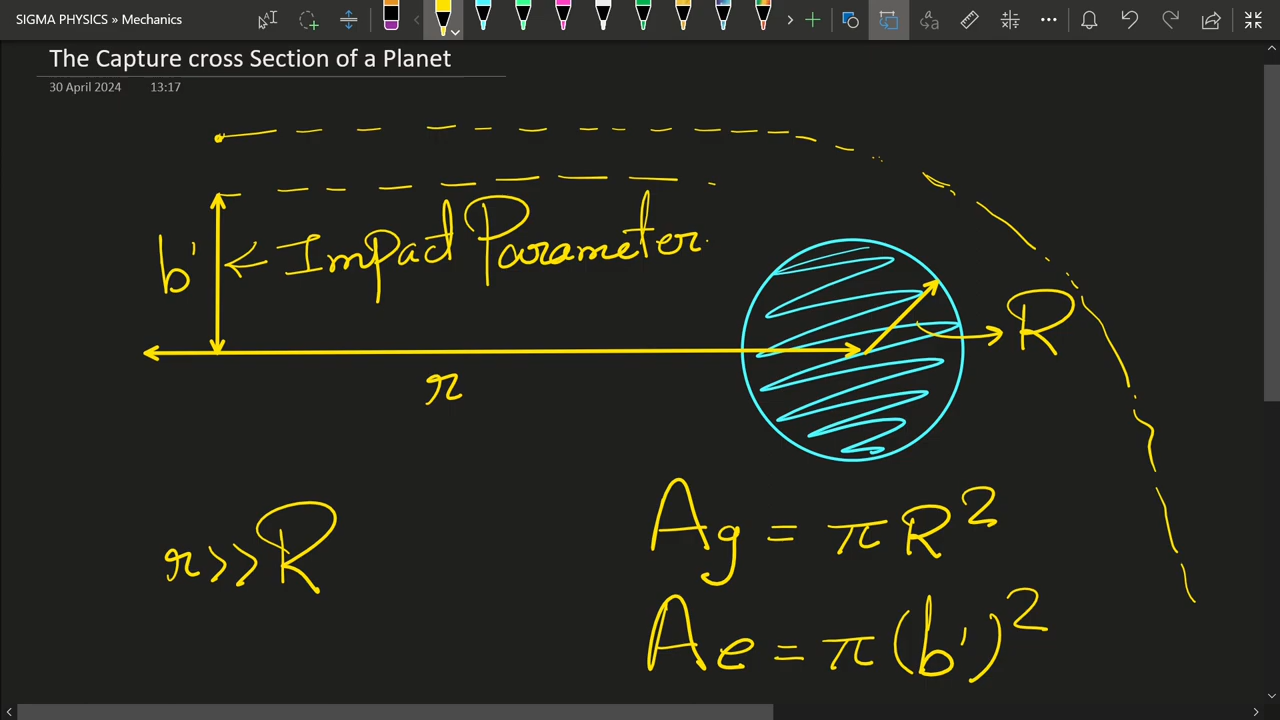 SIGMA PHYSICS » Mechanics
The Capture cross Section of a Planet
30 April 2024 13:17
b' ← Impact Parameter
R
r
r>>R
Ag = πR²
Ae = π(b')²